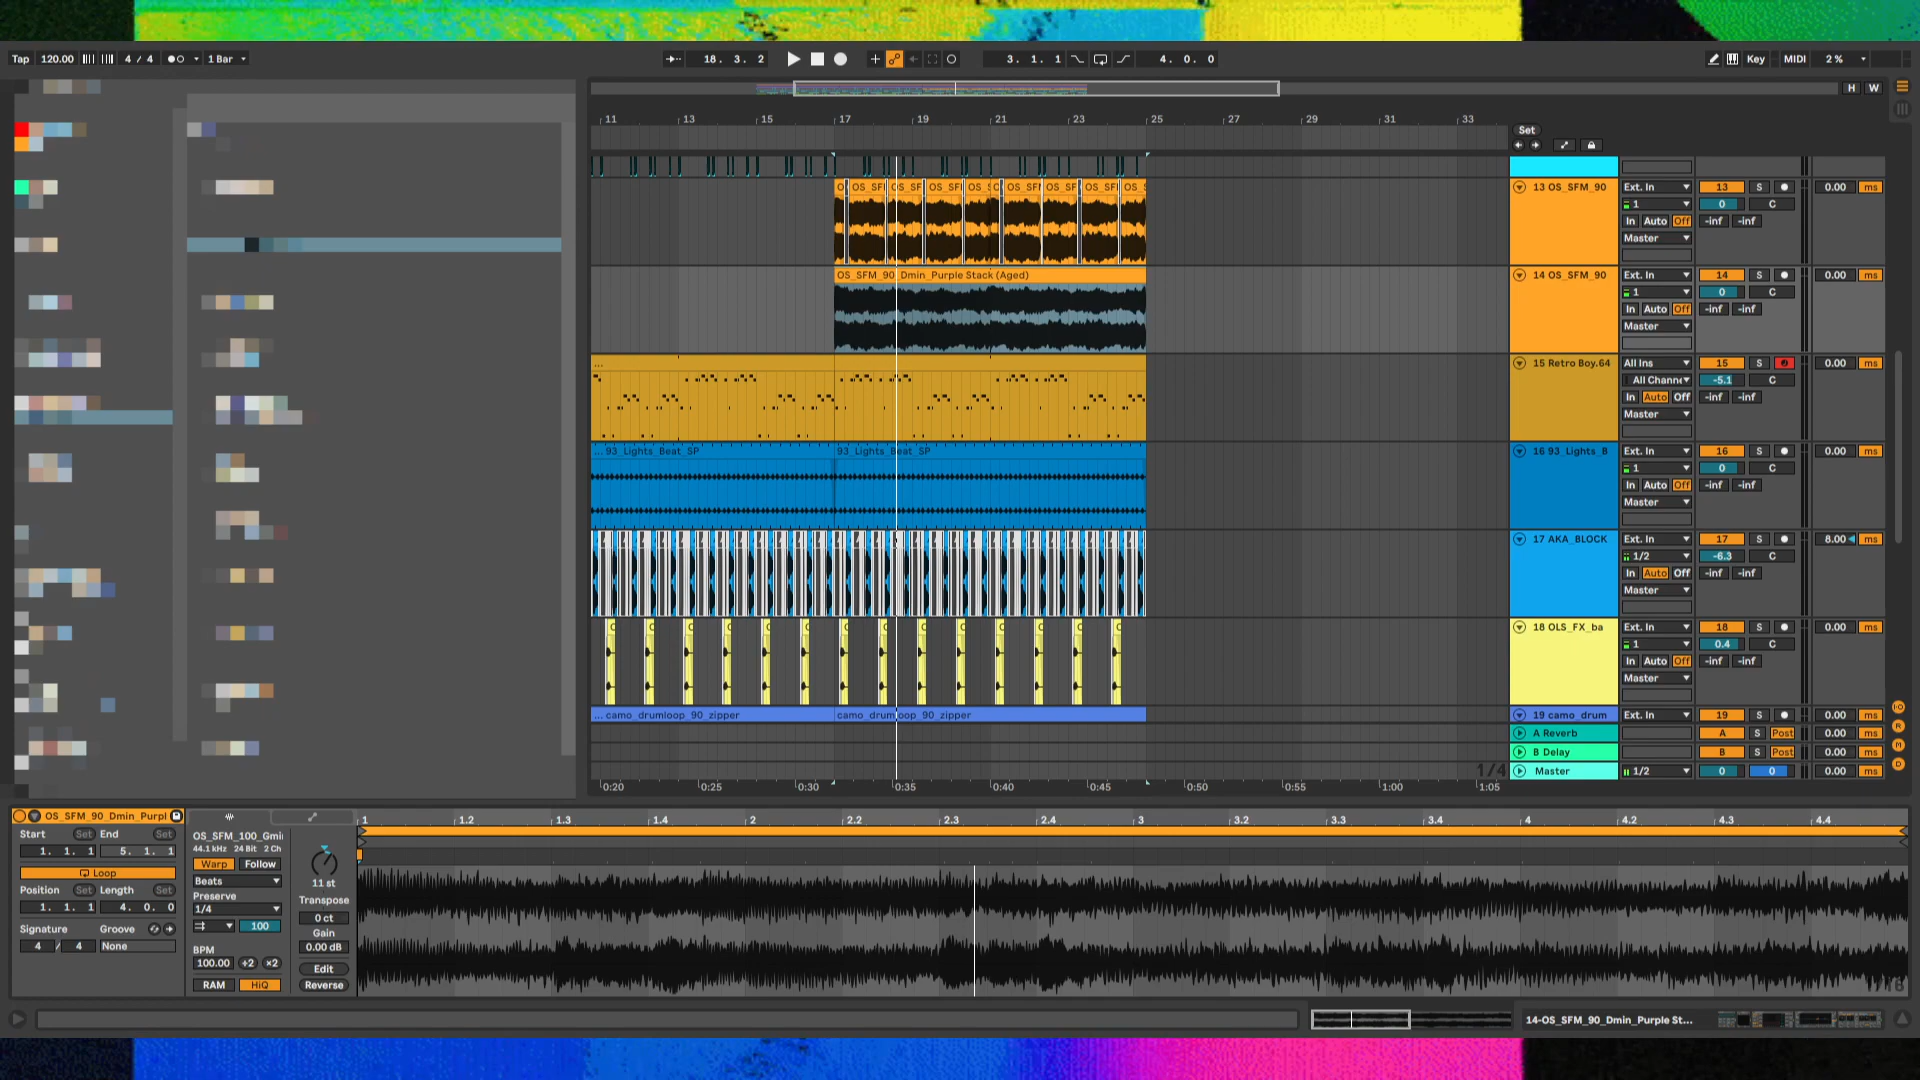 Tap 120.00 4 / 4 1 Bar 18. 3. 2 3. 1. 1 4. 0. 0 Key MIDI 2 %
H W
11 13 15 17 19 21 23 25 27 29 31 33
Set
13 OS_SFM_90 Ext. In 13 S 0.00 ms
1 0 C
In Auto Off -inf -inf
Master
OS_SFM_90_Dmin_Purple Stack (Aged)
14 OS_SFM_90 Ext. In 14 S 0.00 ms
1 0 C
In Auto Off -inf -inf
Master
...
15 Retro Boy.64 All Ins 15 S 0.00 ms
All Channe -5.1 C
In Auto Off -inf -inf
Master
... 93_Lights_Beat_SP 93_Lights_Beat_SP
16 93_Lights_B Ext. In 16 S 0.00 ms
1 0 C
In Auto Off -inf -inf
Master
17 AKA_BLOCK Ext. In 17 S 8.00 ms
1/2 -6.3 C
In Auto Off -inf -inf
Master
18 OLS_FX_ba Ext. In 18 S 0.00 ms
1 0.4 C
In Auto Off -inf -inf
Master
... camo_drumloop_90_zipper camo_drumloop_90_zipper
19 camo_drum Ext. In 19 S 0.00 ms
A Reverb A S Post 0.00 ms
B Delay B S Post 0.00 ms
1/4 Master 1/2 0 0 0.00 ms
0:20 0:25 0:30 0:35 0:40 0:45 0:50 0:55 1:00 1:05
OS_SFM_90_Dmin_Purpl
Start Set End Set
1. 1. 1 5. 1. 1
Loop
Position Set Length Set
1. 1. 1 4. 0. 0
Signature Groove
4 / 4 None
OS_SFM_100_Gmi
44.1 kHz 24 Bit 2 Ch
Warp Follow
Beats
Preserve
1/4
100
BPM
100.00 ÷2 ×2
RAM HiQ
11 st
Transpose
0 ct
Gain
0.00 dB
Edit
Reverse
1 1.2 1.3 1.4 2 2.2 2.3 2.4 3 3.2 3.3 3.4 4 4.2 4.3 4.4
1/16
14-OS_SFM_90_Dmin_Purple St...